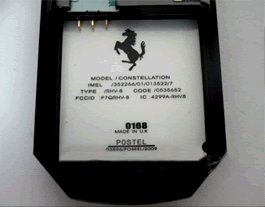 MODEL / CONSTELLATION
IMEI /352266/01/013522/7
TYPE /RHV-8 CODE /0535652
FCCID :P7QRHV-8 IC :4299A-RHV8
0168
MADE IN U.K
POSTEL